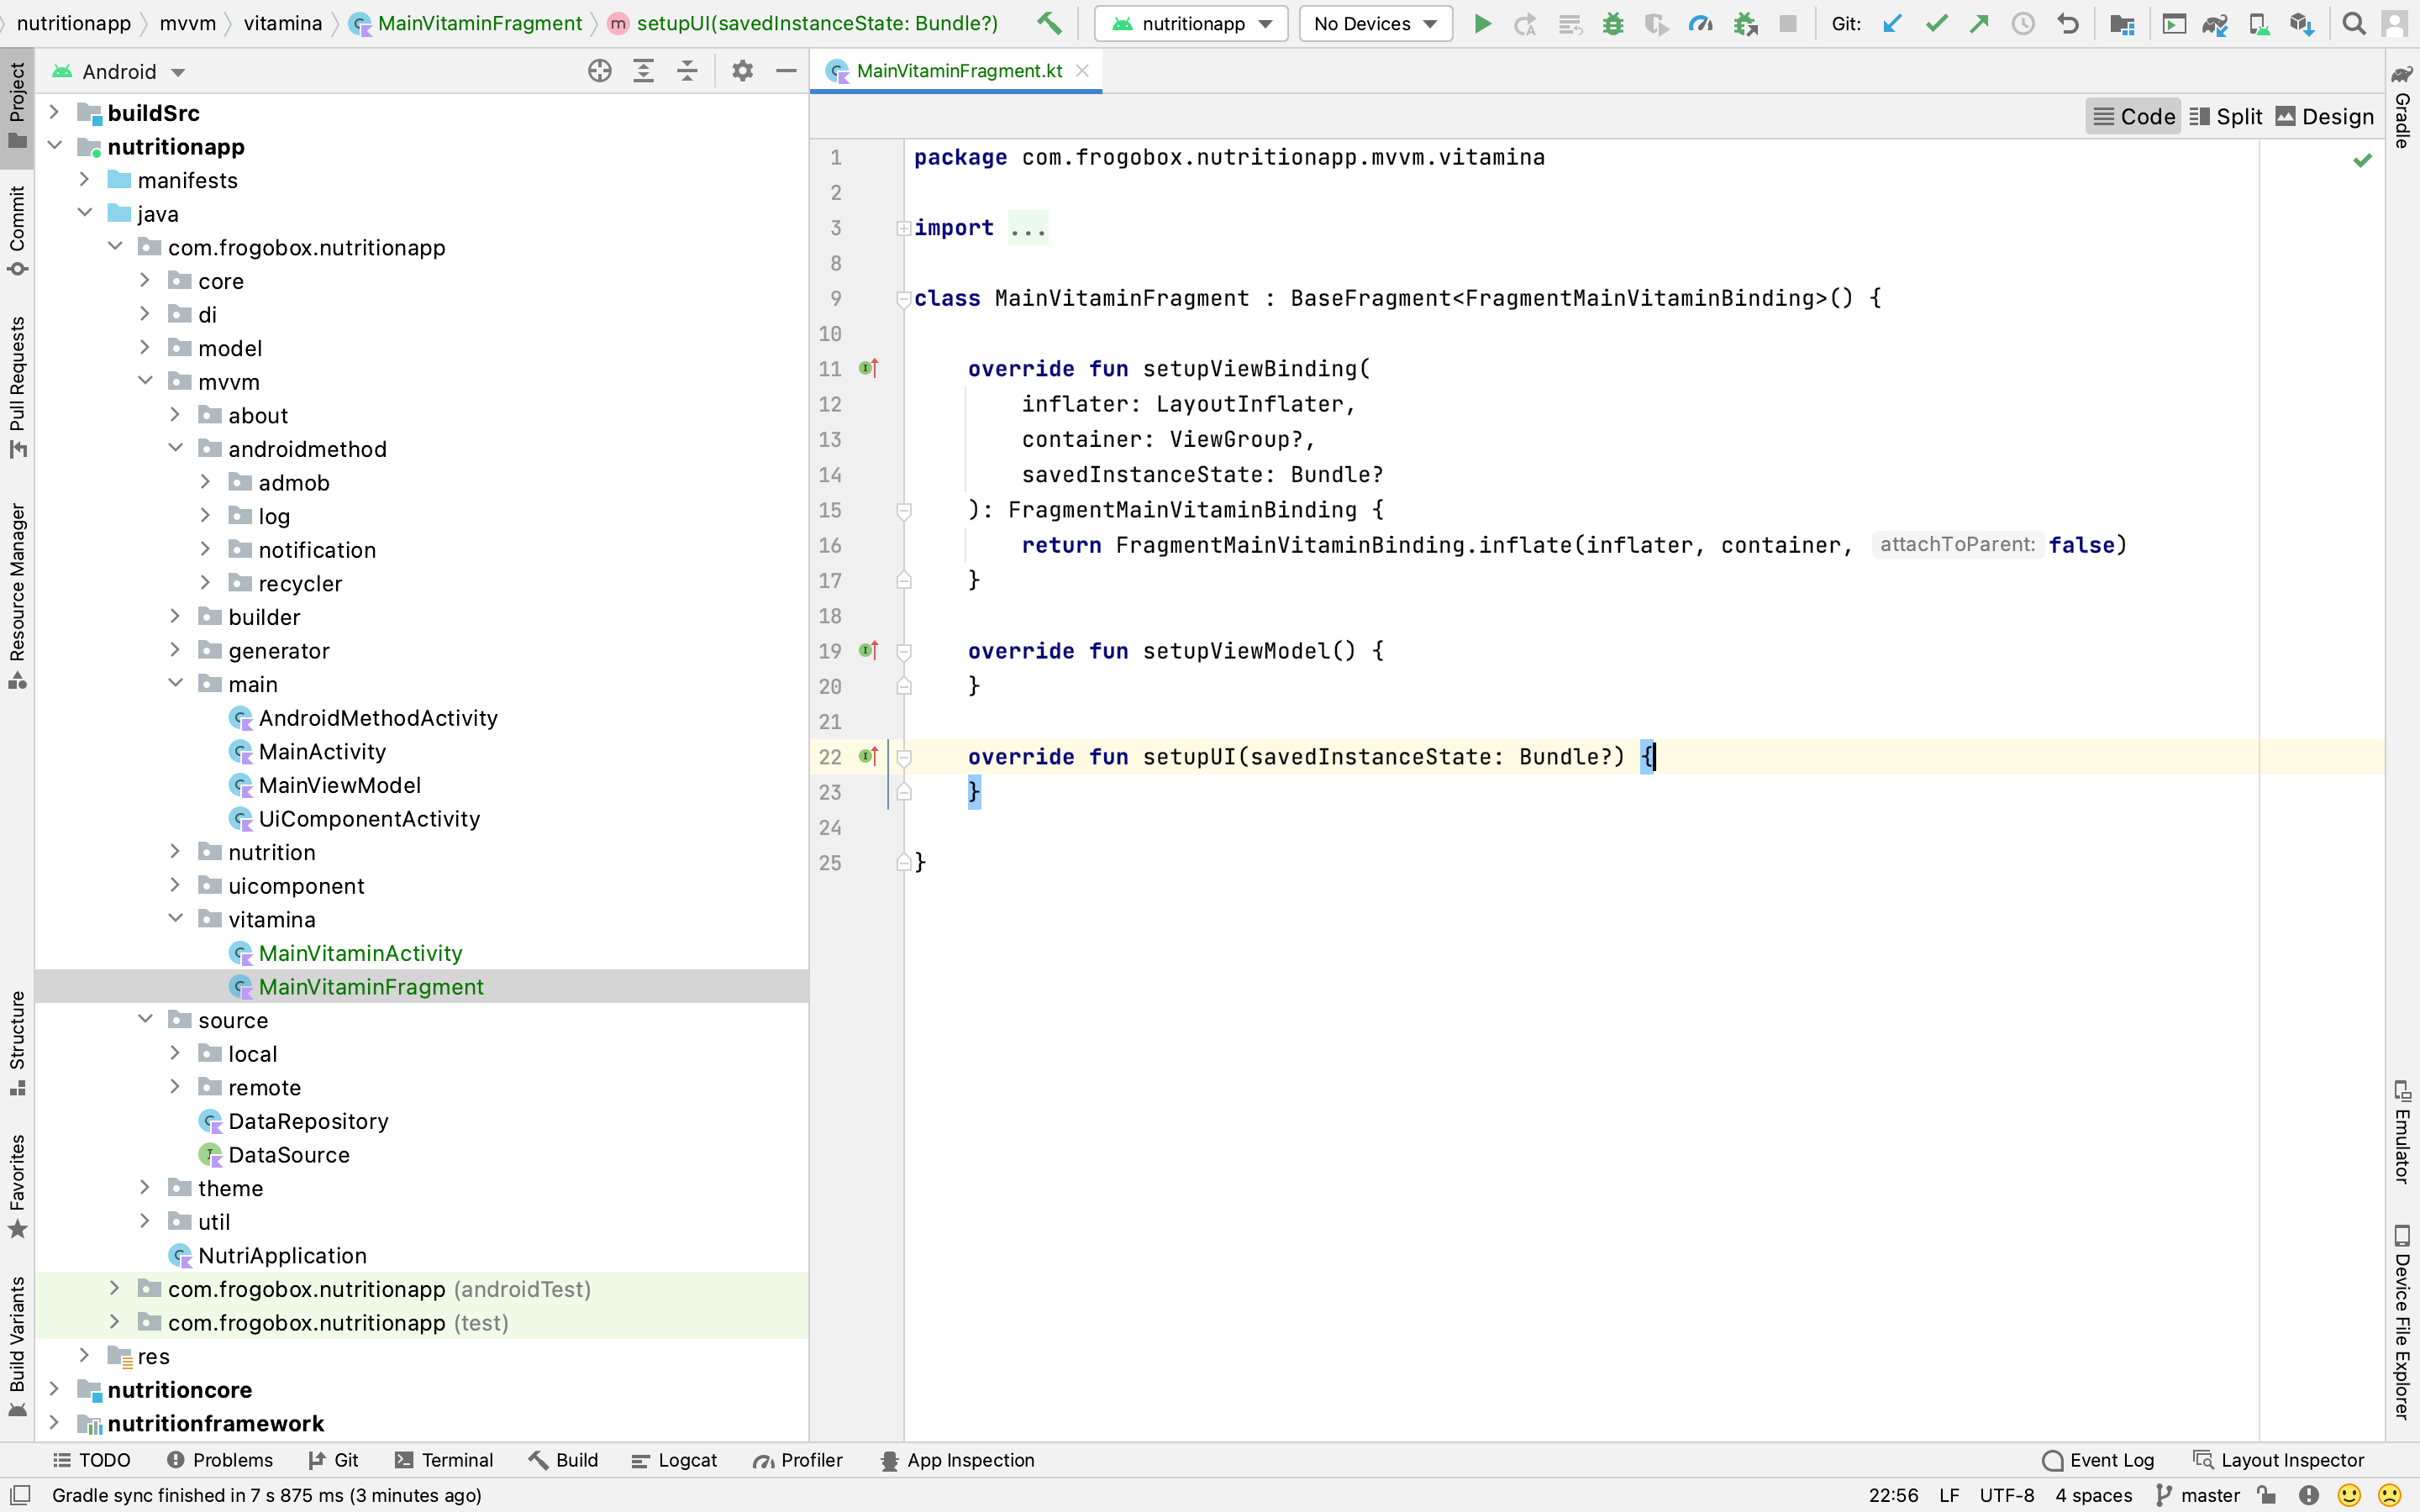 nutritionapp mvvm vitamina MainVitaminFragment m setupUI(savedInstanceState: Bundle?) nutritionapp No Devices Git:
Android
MainVitaminFragment.kt
Code Split Design
Project
Commit
Pull Requests
Resource Manager
Structure
Favorites
Build Variants
buildSrc
nutritionapp
manifests
java
com.frogobox.nutritionapp
core
di
model
mvvm
about
androidmethod
admob
log
notification
recycler
builder
generator
main
AndroidMethodActivity
MainActivity
MainViewModel
UiComponentActivity
nutrition
uicomponent
vitamina
MainVitaminActivity
MainVitaminFragment
source
local
remote
DataRepository
DataSource
theme
util
NutriApplication
com.frogobox.nutritionapp (androidTest)
com.frogobox.nutritionapp (test)
res
nutritioncore
nutritionframework
1 package com.frogobox.nutritionapp.mvvm.vitamina
2
3 import ...
8
9 class MainVitaminFragment : BaseFragment<FragmentMainVitaminBinding>() {
10
11 override fun setupViewBinding(
12 inflater: LayoutInflater,
13 container: ViewGroup?,
14 savedInstanceState: Bundle?
15 ): FragmentMainVitaminBinding {
16 return FragmentMainVitaminBinding.inflate(inflater, container, attachToParent: false)
17 }
18
19 override fun setupViewModel() {
20 }
21
22 override fun setupUI(savedInstanceState: Bundle?) {
23 }
24
25 }
Gradle
Emulator
Device File Explorer
TODO Problems Git Terminal Build Logcat Profiler App Inspection Event Log Layout Inspector
Gradle sync finished in 7 s 875 ms (3 minutes ago) 22:56 LF UTF-8 4 spaces master